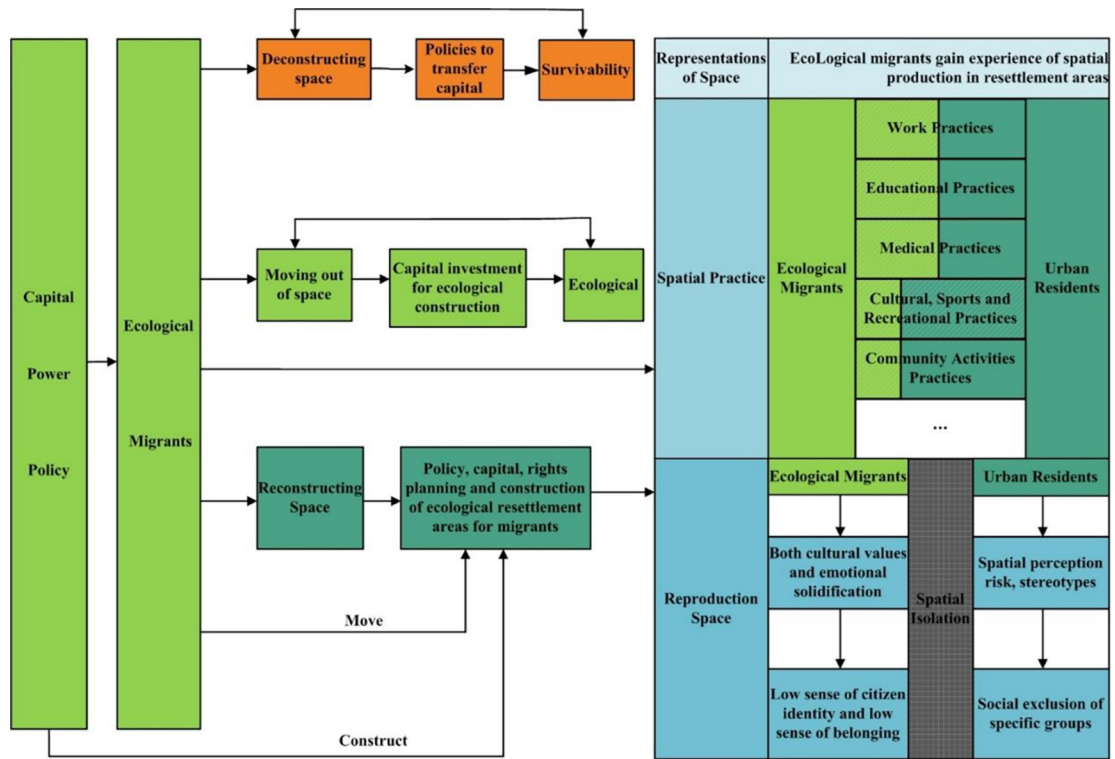 Capital
Power
Policy
Ecological
Migrants
Deconstructing
space
Policies to
transfer
capital
Survivability
Moving out
of space
Capital investment
for ecological
construction
Ecological
Reconstructing
Space
Policy, capital, rights
planning and construction
of ecological resettlement
areas for migrants
Move
Construct
Representations
of Space
EcoLogical migrants gain experience of spatial
production in resettlement areas
Spatial Practice
Ecological
Migrants
Work Practices
Educational Practices
Medical Practices
Cultural, Sports and
Recreational Practices
Community Activities
Practices
...
Urban
Residents
Reproduction
Space
Ecological Migrants
Both cultural values
and emotional
solidification
Low sense of citizen
identity and low
sense of belonging
Spatial
Isolation
Urban Residents
Spatial perception
risk, stereotypes
Social exclusion of
specific groups